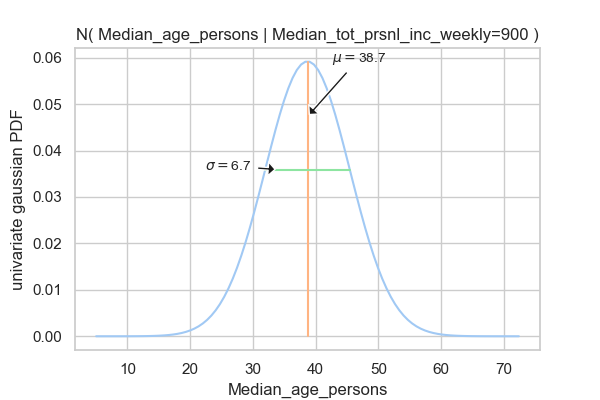 N( Median_age_persons | Median_tot_prsnl_inc_weekly=900 )
univariate gaussian PDF
0.06
0.05
0.04
0.03
0.02
0.01
0.00
μ = 38.7
σ = 6.7
10 20 30 40 50 60 70
Median_age_persons